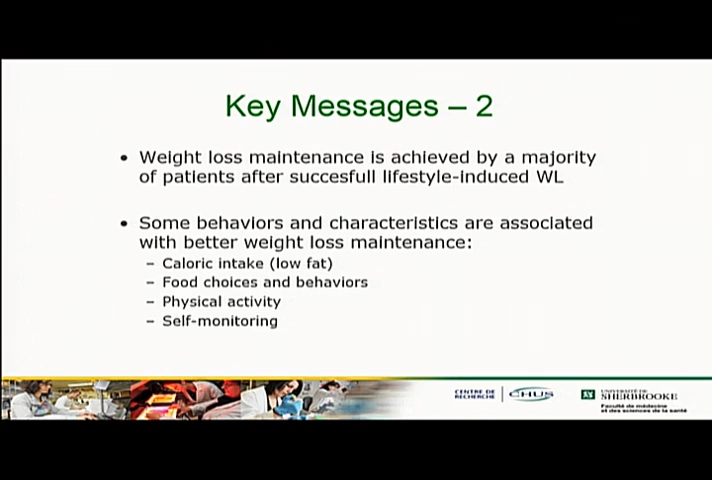 Key Messages – 2
• Weight loss maintenance is achieved by a majority
of patients after succesfull lifestyle-induced WL
• Some behaviors and characteristics are associated
with better weight loss maintenance:
– Caloric intake (low fat)
– Food choices and behaviors
– Physical activity
– Self-monitoring
CENTRE DE
RECHERCHE
CHUS
UNIVERSITÉ DE
SHERBROOKE
Faculté de médecine
et des sciences de la santé